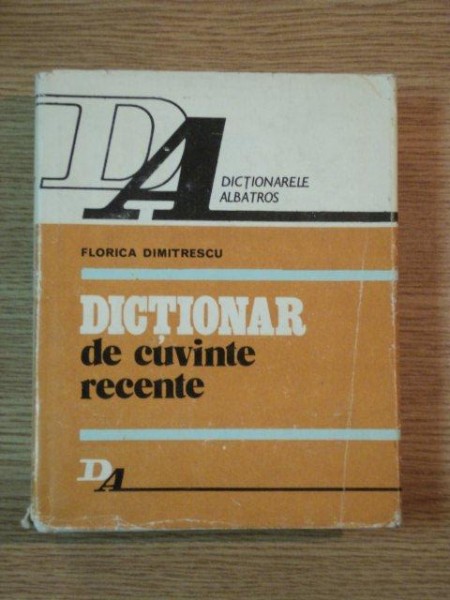 DA
DICȚIONARELE
ALBATROS
FLORICA DIMITRESCU
DICȚIONAR
de cuvinte
recente
DA